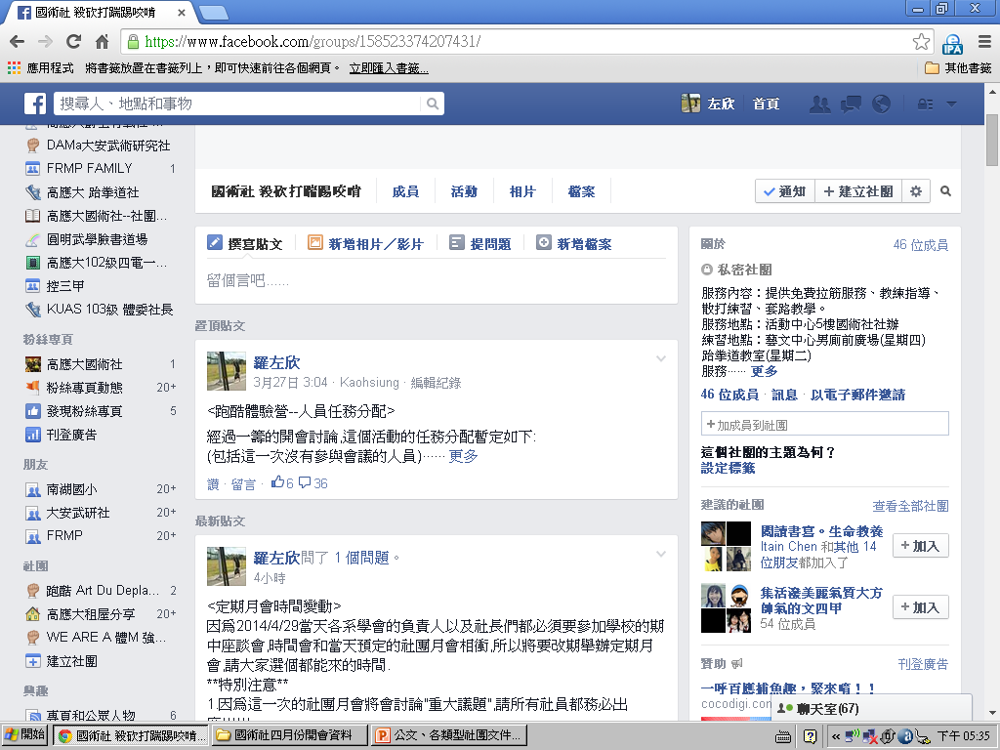 國術社 殺砍打踹踢咬啃
https://www.facebook.com/groups/158523374207431/
IPA
應用程式 將書籤放置在書籤列上，即可快速前往各個網頁。 立即匯入書籤... 其他書籤
搜尋人、地點和事物
左欣 首頁
DAMa大安武術研究社
FRMP FAMILY 1
高應大 跆拳道社
高應大國術社--社團...
圓明武學臉書道場
高應大102級四電一...
控三甲
KUAS 103級 體委社長
粉絲專頁
高應大國術社 1
粉絲專頁動態 20+
發現粉絲專頁 5
刊登廣告
朋友
南湖國小 20+
大安武研社 20+
FRMP 20+
社團
跑酷 Art Du Depla... 2
高應大租屋分享 20+
WE ARE A 體M 強...
建立社團
興趣
專頁和公眾人物 6
國術社 殺砍打踹踢咬啃 成員 活動 相片 檔案
通知 建立社團
撰寫貼文 新增相片／影片 提問題 新增檔案
留個言吧......
置頂貼文
羅左欣
3月27日 3:04 · Kaohsiung · 編輯紀錄
<跑酷體驗營--人員任務分配>
經過一籌的開會討論,這個活動的任務分配暫定如下:
(包括這一次沒有參與會議的人員)...... 更多
讚 · 留言 · 6 36
最新貼文
羅左欣問了 1 個問題。
4小時
<定期月會時間變動>
因為2014/4/29當天各系學會的負責人以及社長們都必須要參加學校的期
中座談會,時間會和當天預定的社團月會相衝,所以將要改期舉辦定期月
會,請大家選個都能來的時間.
**特別注意**
1.因為這一次的社團月會將會討論"重大議題",請所有社員都務必出
關於 46 位成員
私密社團
服務內容：提供免費拉筋服務、教練指導、
散打練習、套路教學。
服務地點：活動中心5樓國術社社辦
練習地點：藝文中心男廁前廣場(星期四)
跆拳道教室(星期二)
服務...... 更多
46 位成員 · 訊息 · 以電子郵件邀請
+加成員到社團
這個社團的主題為何？
設定標籤
建議的社團 查看全部社團
閱讀書寫。生命教養
Itain Chen 和其他 14
位朋友都加入了
+加入
集活潑美麗氣質大方
帥氣的文四甲
54 位成員
+加入
贊助 刊登廣告
一呼百應捕魚趣，緊來唷！！
cocodigi.com
聊天室(67)
開始 國術社 殺砍打踹踢咬啃... 國術社四月份開會資料 公文、各類型社團文件... 下午 05:35